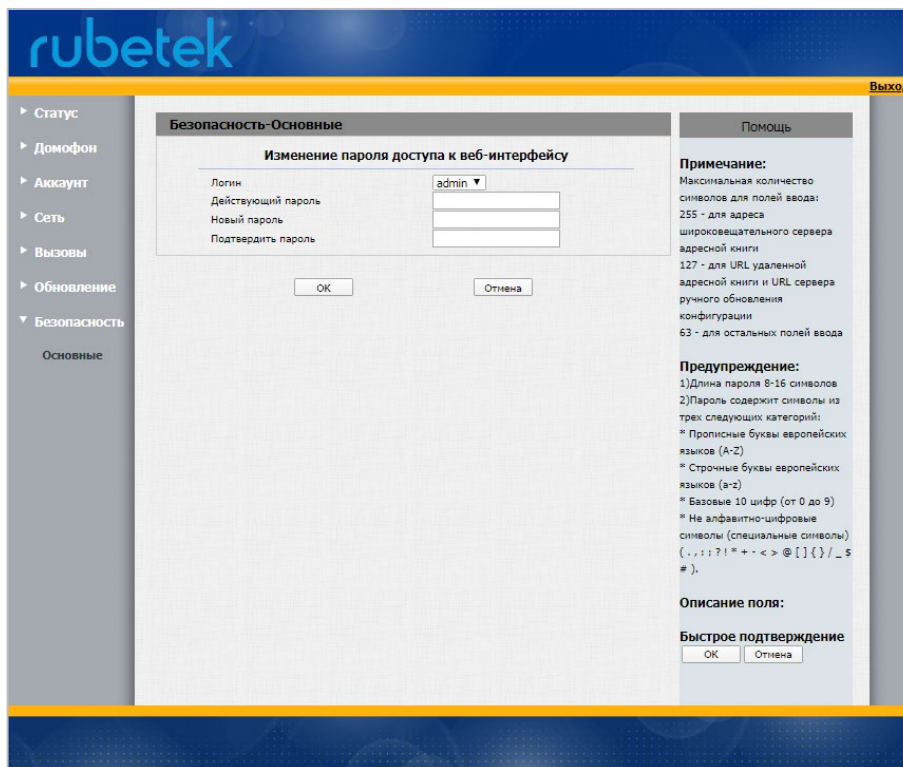 rubetek
Выхо
Статус
Домофон
Аккаунт
Сеть
Вызовы
Обновление
Безопасность
Основные
Безопасность-Основные
Изменение пароля доступа к веб-интерфейсу
Логин admin
Действующий пароль
Новый пароль
Подтвердить пароль
ОК Отмена
Помощь
Примечание:
Максимальная количество
символов для полей ввода:
255 - для адреса
широковещательного сервера
адресной книги
127 - для URL удаленной
адресной книги и URL сервера
ручного обновления
конфигурации
63 - для остальных полей ввода
Предупреждение:
1)Длина пароля 8-16 символов
2)Пароль содержит символы из
трех следующих категорий:
* Прописные буквы европейских
языков (A-Z)
* Строчные буквы европейских
языков (a-z)
* Базовые 10 цифр (от 0 до 9)
* Не алфавитно-цифровые
символы (специальные символы)
( . , : ; ? ! * + - < > @ [ ] { } / _ $
# ).
Описание поля:
Быстрое подтверждение
ОК Отмена